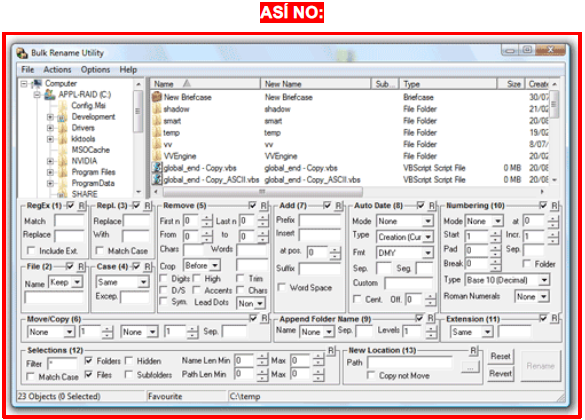 ASÍ NO:
Bulk Rename Utility
File Actions Options Help
Computer
APPL-RAID (C:)
Config.Msi
Development
Drivers
kktools
MSOCache
NVIDIA
Program Files
ProgramData
SHARE
Name New Name Sub... Type Size Creat
New Briefcase Briefcase 30/07
shadow File Folder 21/02
smart File Folder 20/08
temp File Folder 19/02
vv File Folder 8/07/
VVEngine File Folder 20/02
global_end - Copy.vbs global_end - Copy.vbs VBScript Script File 0 MB 20/08
global_end - Copy_ASCII.vbs global_end - Copy_ASCII.vbs VBScript Script File 0 MB 20/08
RegEx (1) R
Match
Replace
Include Ext.
Repl. (3) R
Replace
With
Match Case
Remove (5) R
First n 0 Last n 0
From 0 to 0
Chars Words
Crop Before
Digits High Trim
D/S Accents Chars
Sym. Lead Dots Non
Add (7) R
Prefix
Insert
at pos. 0
Suffix
Word Space
Auto Date (8) R
Mode None
Type Creation (Cur
Fmt DMY
Sep. Seg.
Custom
Cent. Off. 0
Numbering (10) R
Mode None at 0
Start 1 Incr. 1
Pad 0 Sep.
Break 0 Folder
Type Base 10 (Decimal)
Roman Numerals None
File (2) R
Name Keep
Case (4) R
Same
Excep.
Move/Copy (6) R
None 1 None 1 Sep.
Append Folder Name (9) R
Name None Sep. Levels 1
Extension (11) R
Same
Selections (12) R
Filter * Folders Hidden Name Len Min 0 Max 0
Match Case Files Subfolders Path Len Min 0 Max 0
New Location (13) R
Path ...
Copy not Move
Reset
Revert
Rename
23 Objects (0 Selected) Favourite C:\temp